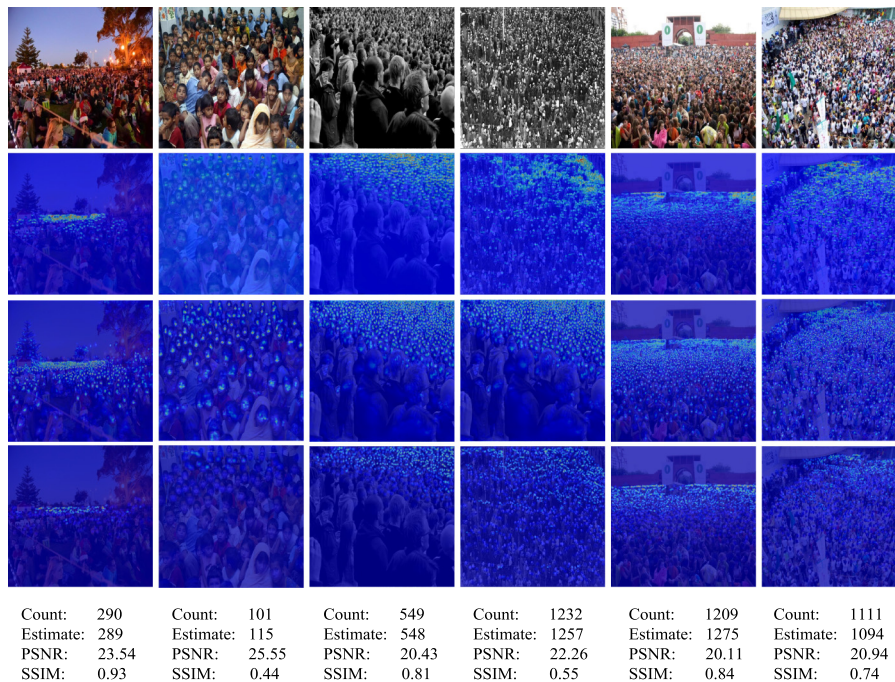 Count: 290
Estimate: 289
PSNR: 23.54
SSIM: 0.93
Count: 101
Estimate: 115
PSNR: 25.55
SSIM: 0.44
Count: 549
Estimate: 548
PSNR: 20.43
SSIM: 0.81
Count: 1232
Estimate: 1257
PSNR: 22.26
SSIM: 0.55
Count: 1209
Estimate: 1275
PSNR: 20.11
SSIM: 0.84
Count: 1111
Estimate: 1094
PSNR: 20.94
SSIM: 0.74